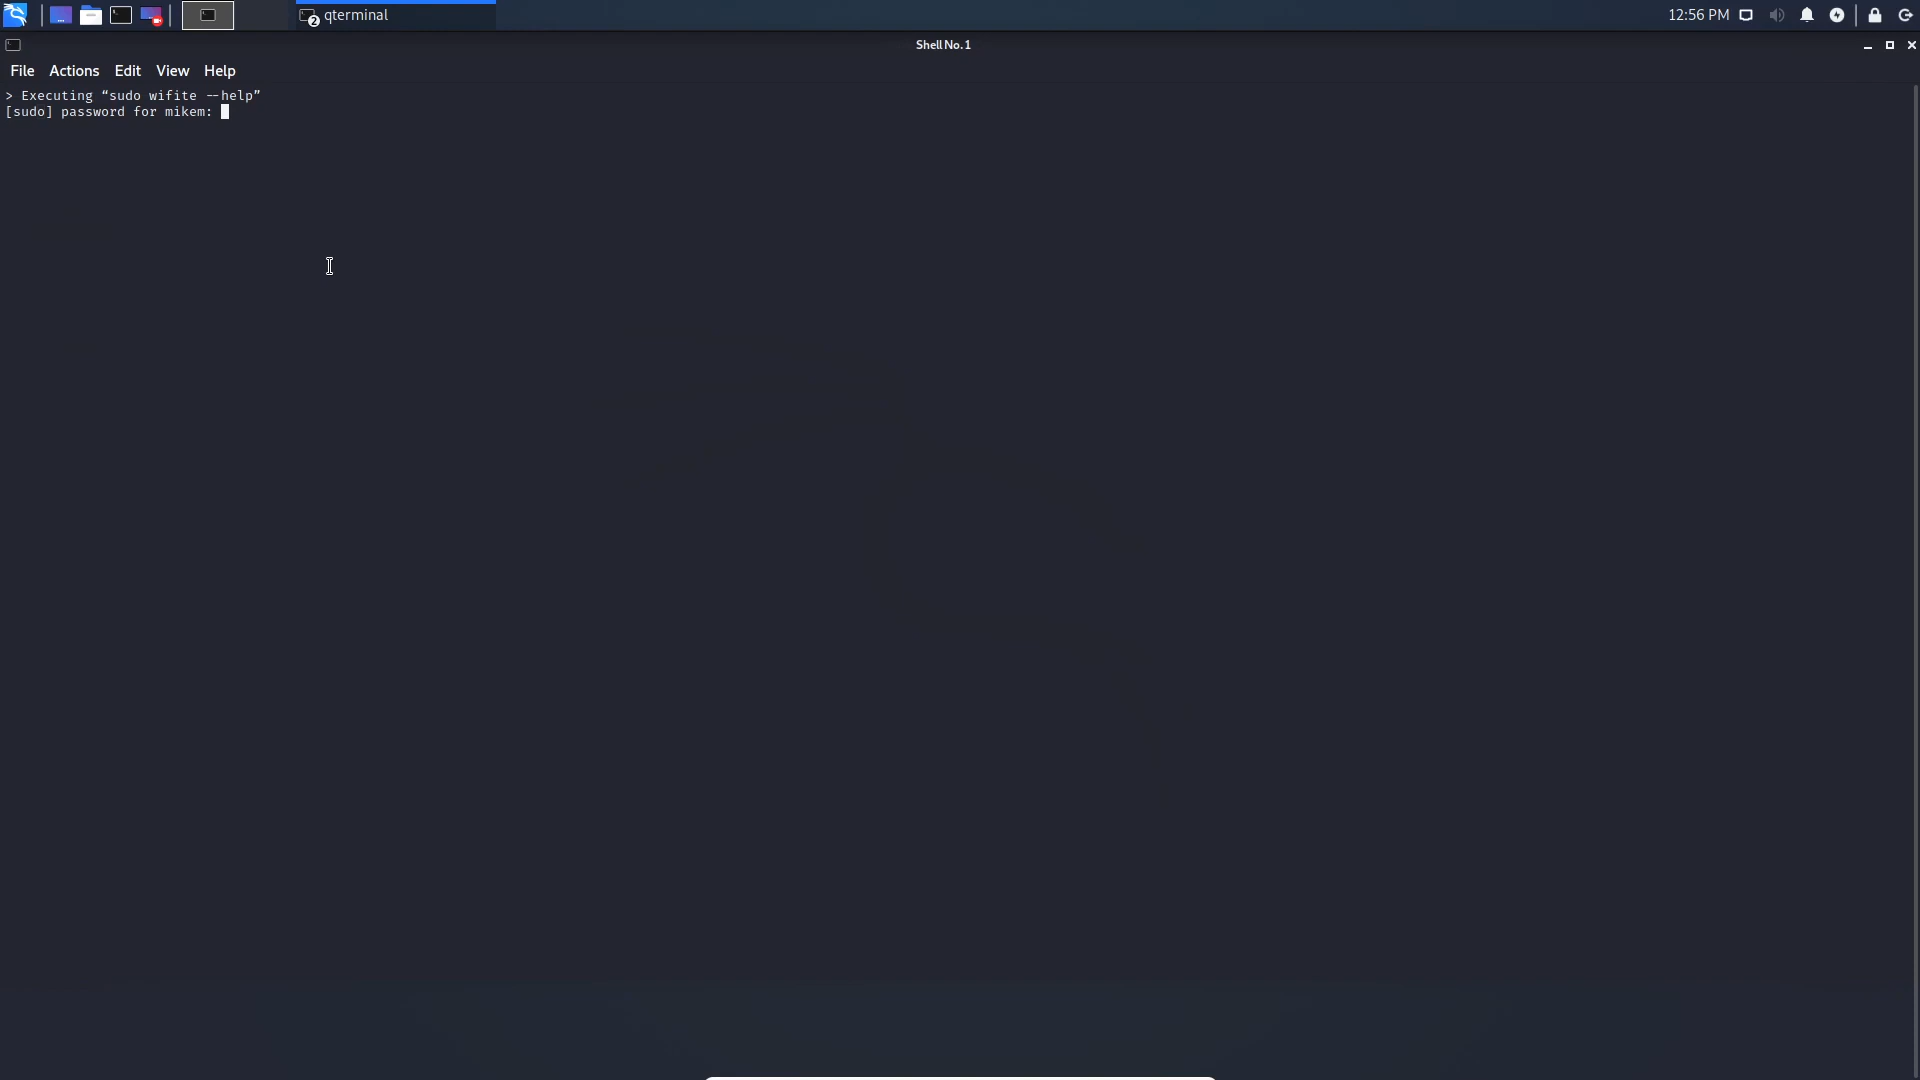 2 qterminal 12:56 PM
Shell No. 1
File Actions Edit View Help
> Executing “sudo wifite --help”
[sudo] password for mikem: